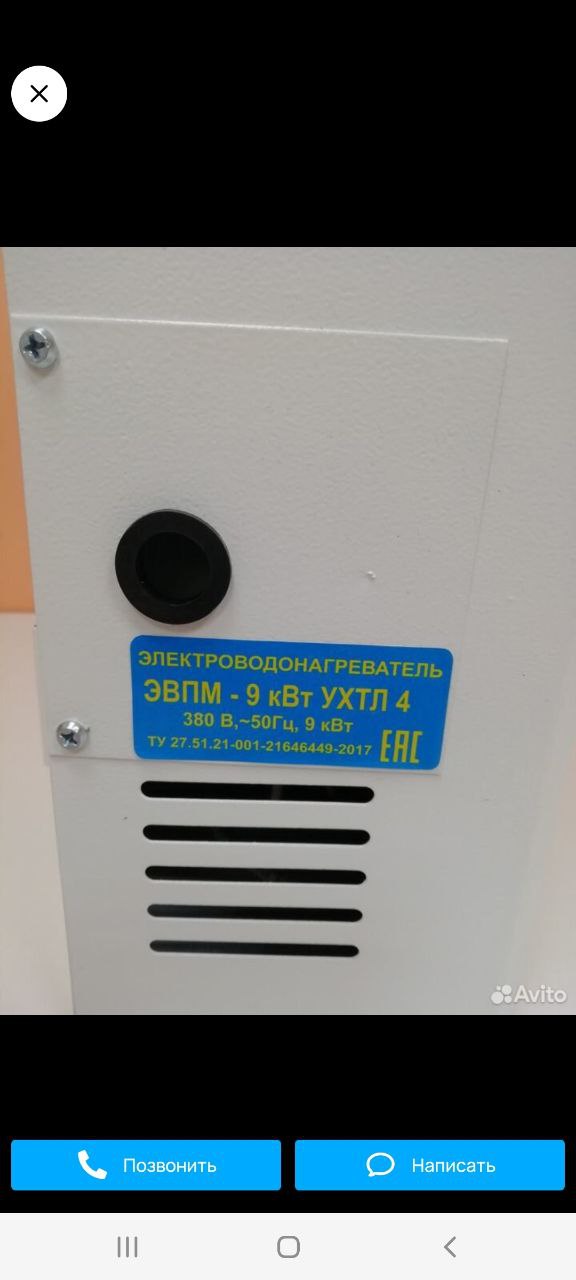 ЭЛЕКТРОВОДОНАГРЕВАТЕЛЬ
ЭВПМ - 9 кВт УХТЛ 4
380 В,~50Гц, 9 кВт
ТУ 27.51.21-001-21646449-2017
EAC
Avito
Позвонить
Написать